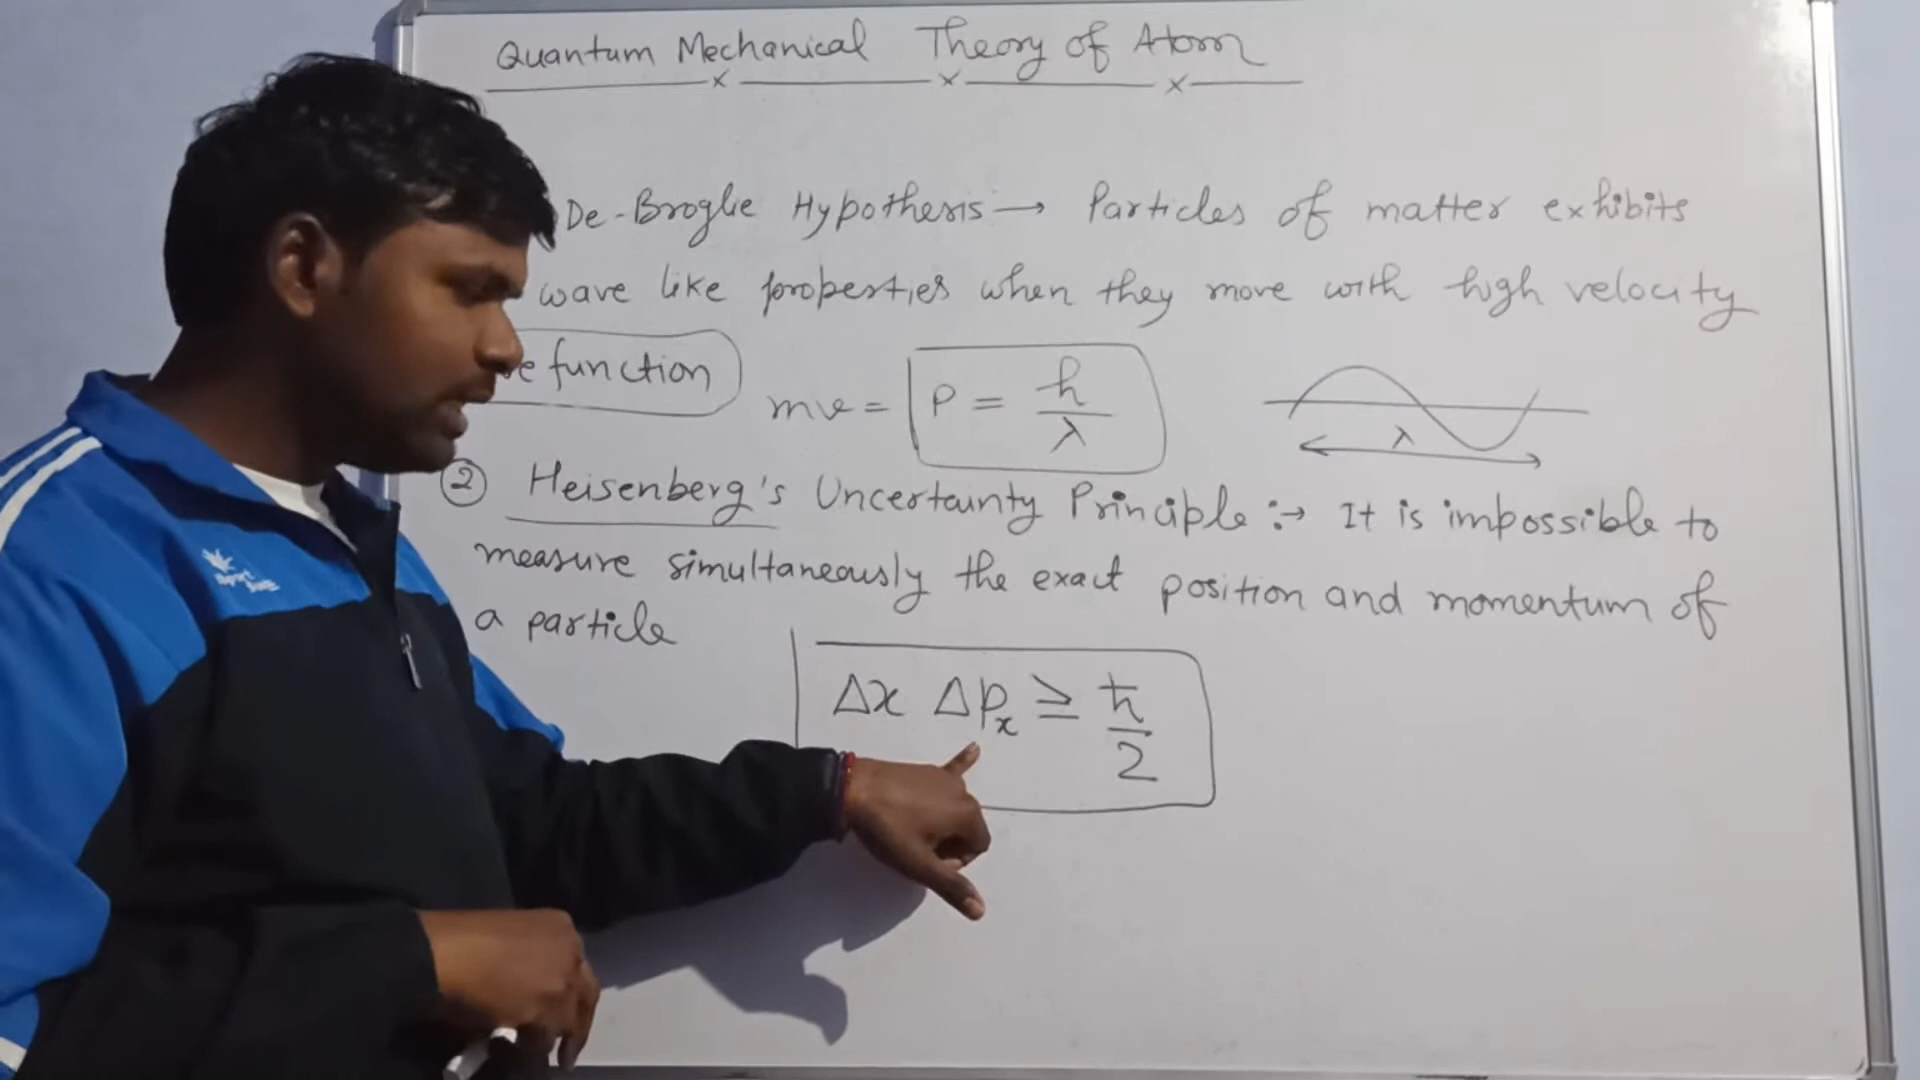 Quantum Mechanical Theory of Atom
De-Broglie Hypothesis → Particles of matter exhibits
wave like properties when they move with high velocity
function
mv = P = h/λ
λ
② Heisenberg's Uncertainty Principle :→ It is impossible to
measure simultaneously the exact position and momentum of
a particle
Δx Δpₓ ≥ ħ/2